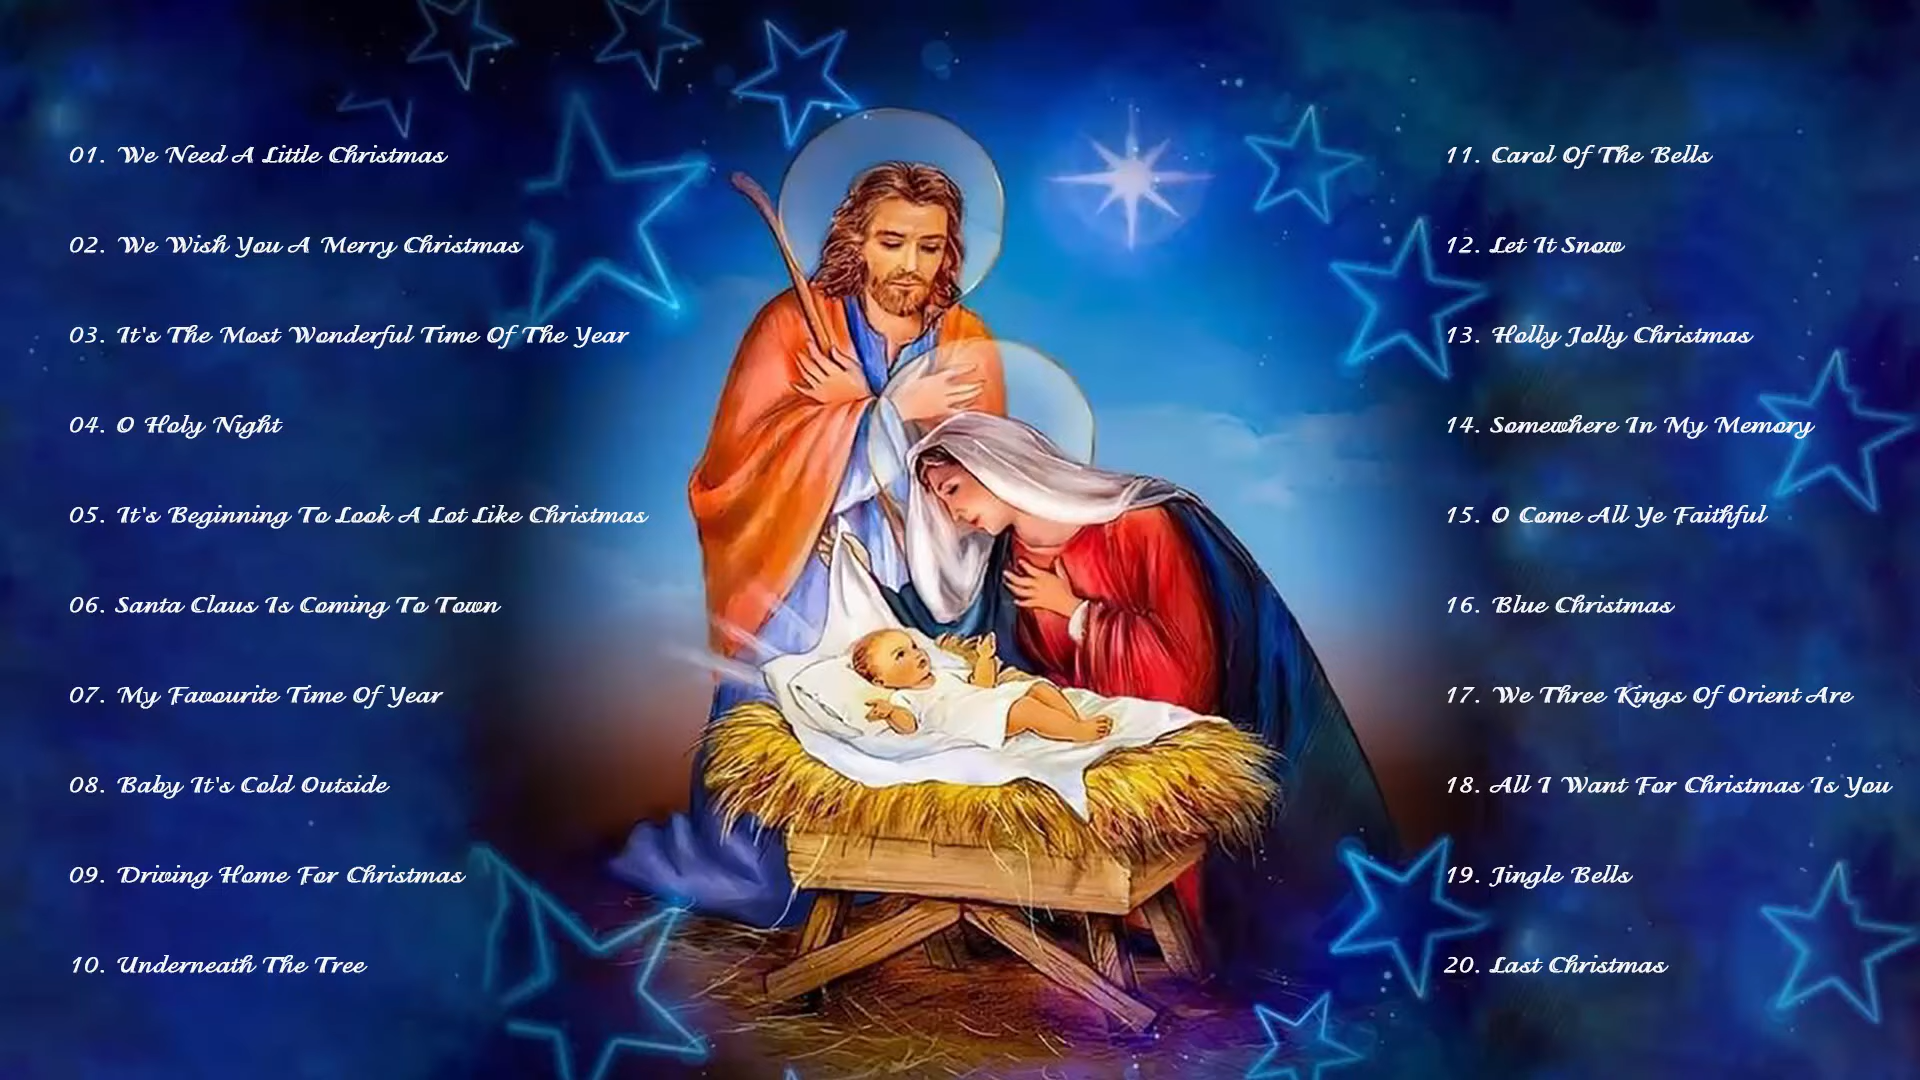 01. We Need A Little Christmas
02. We Wish You A Merry Christmas
03. It's The Most Wonderful Time Of The Year
04. O Holy Night
05. It's Beginning To Look A Lot Like Christmas
06. Santa Claus Is Coming To Town
07. My Favourite Time Of Year
08. Baby It's Cold Outside
09. Driving Home For Christmas
10. Underneath The Tree
11. Carol Of The Bells
12. Let It Snow
13. Holly Jolly Christmas
14. Somewhere In My Memory
15. O Come All Ye Faithful
16. Blue Christmas
17. We Three Kings Of Orient Are
18. All I Want For Christmas Is You
19. Jingle Bells
20. Last Christmas